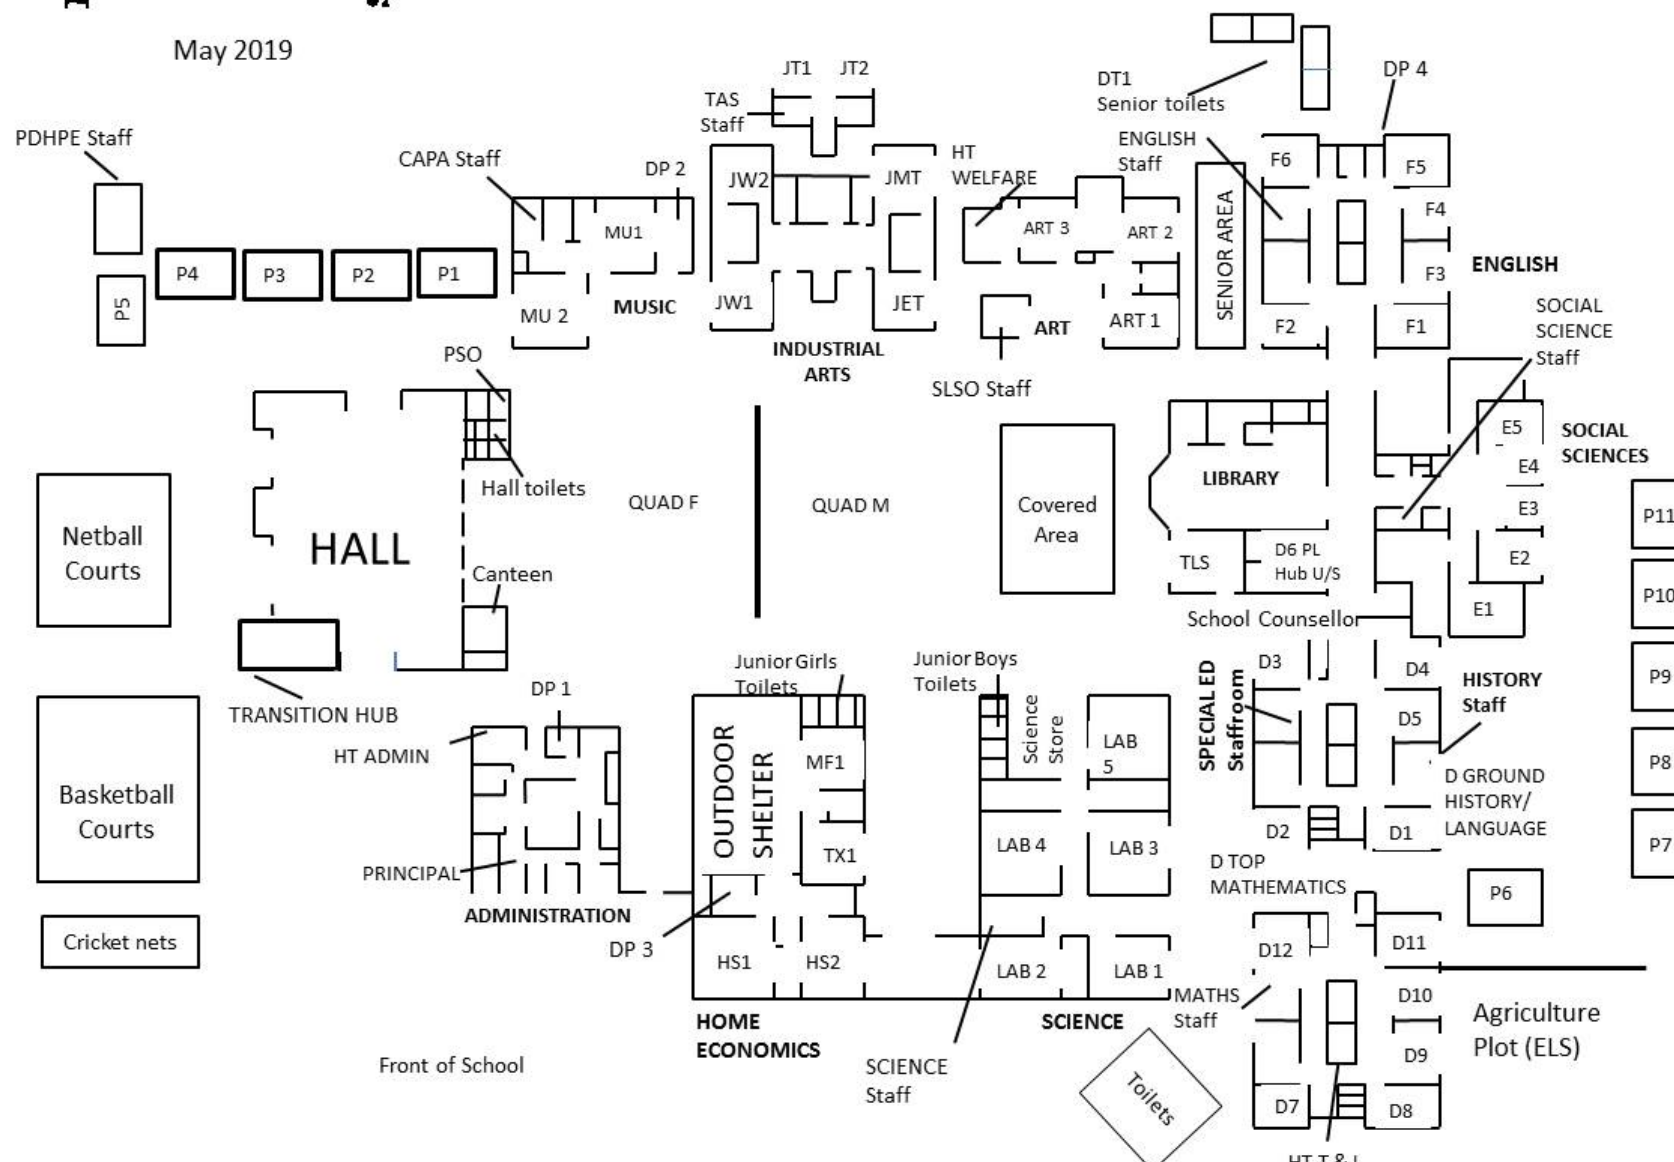 May 2019
JT1
JT2
DT1
Senior toilets
DP 4
TAS
Staff
PDHPE Staff
CAPA Staff
DP 2
HT
WELFARE
ENGLISH
Staff
JW2
JMT
F6
F5
F4
F3
F2
F1
MU1
ART 3
ART 2
SENIOR AREA
ENGLISH
P4
P3
P2
P1
P5
MU 2
MUSIC
JW1
JET
ART
ART 1
INDUSTRIAL
ARTS
SLSO Staff
SOCIAL
SCIENCE
Staff
PSO
Hall toilets
QUAD F
QUAD M
Covered
Area
LIBRARY
E5
E4
E3
E2
E1
SOCIAL
SCIENCES
Netball
Courts
HALL
Canteen
TLS
D6 PL
Hub U/S
School Counsellor
P11
P10
P9
P8
P7
TRANSITION HUB
DP 1
HT ADMIN
Junior Girls
Toilets
Junior Boys
Toilets
Science
Store
LAB
5
D3
D4
SPECIAL ED
Staffroom
D5
HISTORY
Staff
Basketball
Courts
OUTDOOR
SHELTER
MF1
TX1
LAB 4
LAB 3
D2
D1
D GROUND
HISTORY/
LANGUAGE
PRINCIPAL
D TOP
MATHEMATICS
P6
ADMINISTRATION
Cricket nets
DP 3
HS1
HS2
LAB 2
LAB 1
D12
D11
MATHS
Staff
D10
D9
D7
D8
HOME
ECONOMICS
SCIENCE
Agriculture
Plot (ELS)
Front of School
SCIENCE
Staff
Toilets
HT T & L